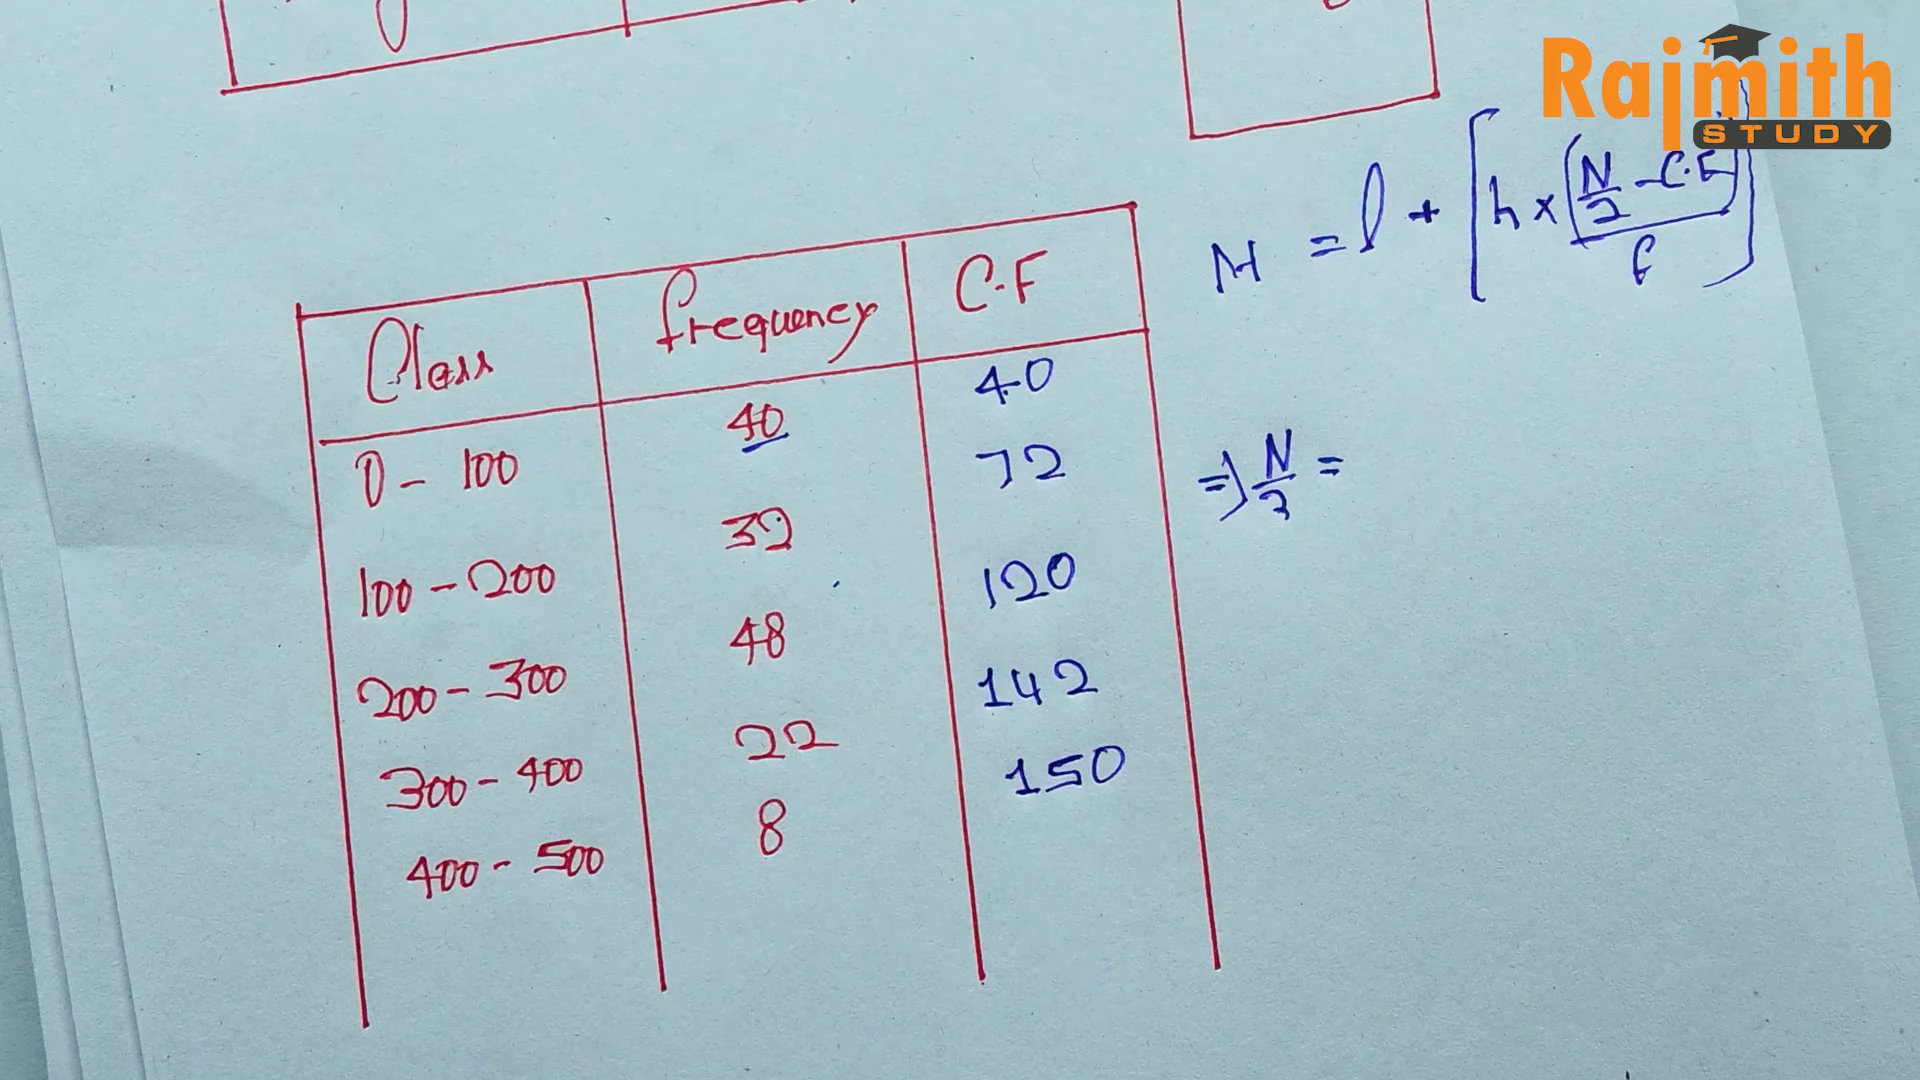 Rajmith
STUDY
M = l + [h × (N/2 - C.F)/f]
Class frequency C.F
0 - 100 40 40
100 - 200 32 72
200 - 300 48 120
300 - 400 22 142
400 - 500 8 150
=> N/2 =